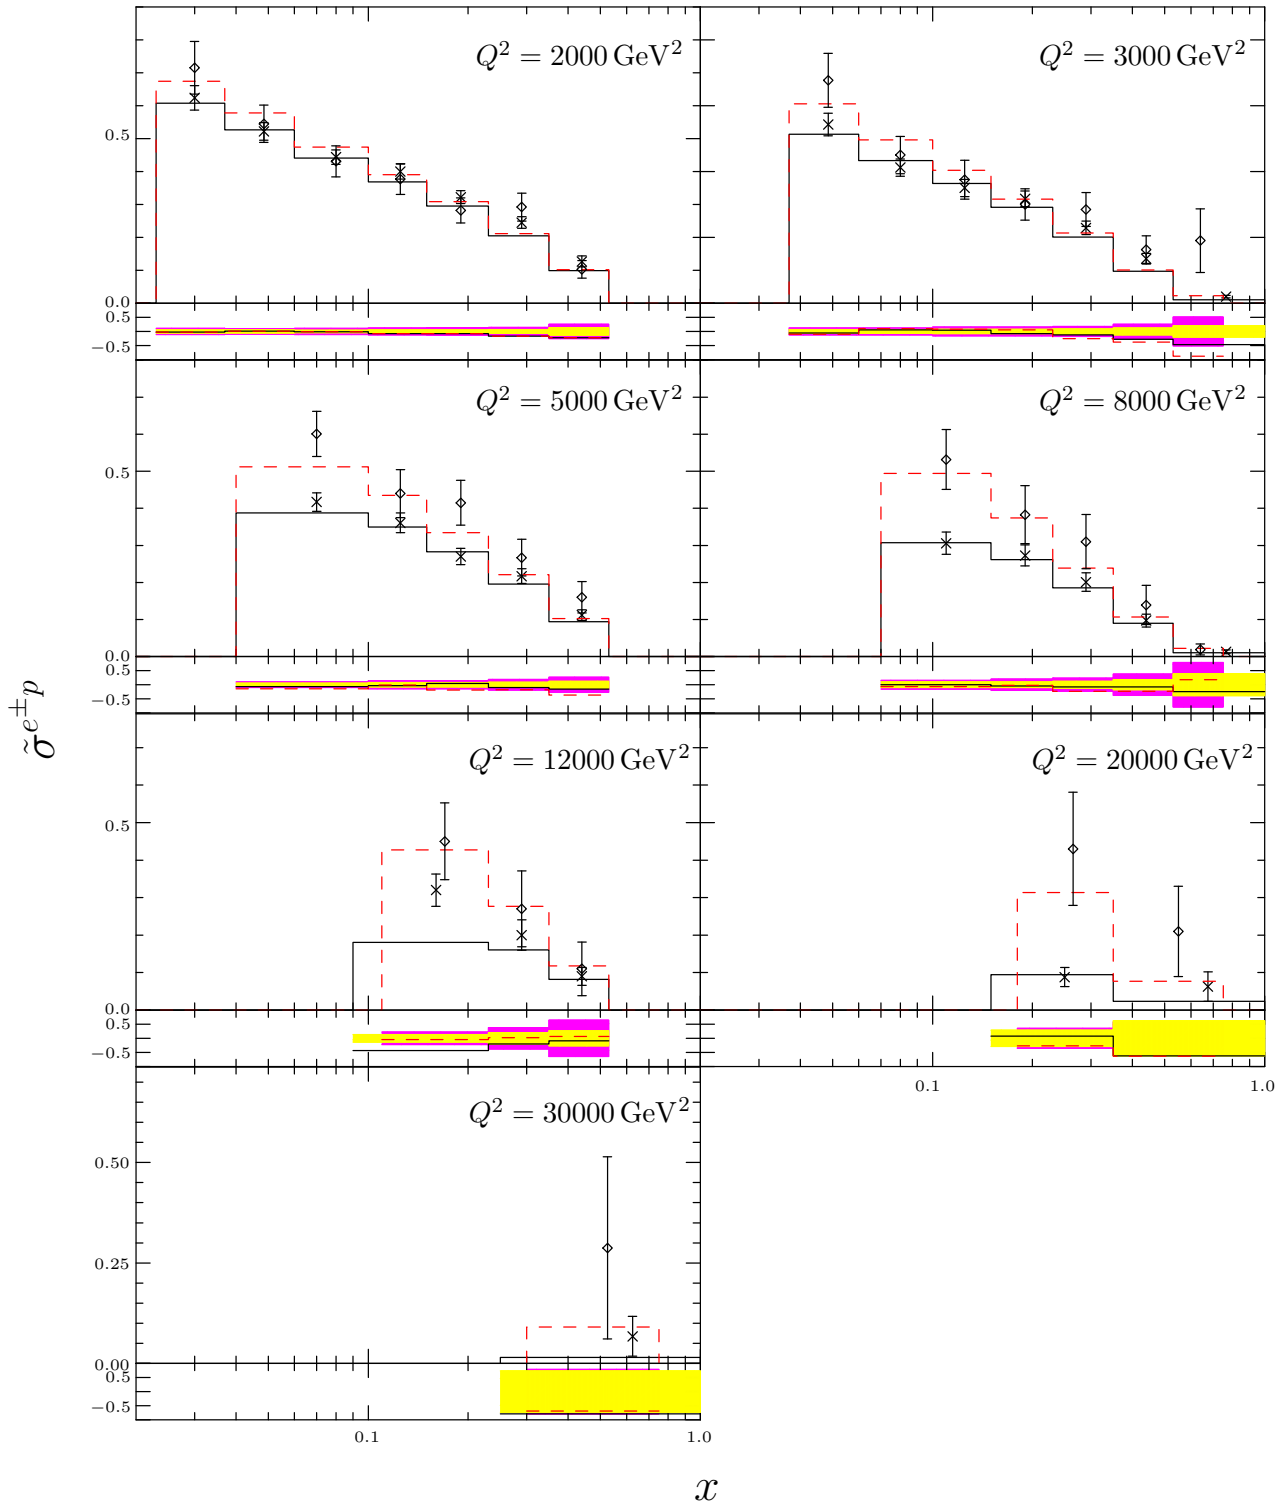 Q² = 2000 GeV²
Q² = 3000 GeV²
0.5
0.0
0.5
−0.5
Q² = 5000 GeV²
Q² = 8000 GeV²
0.5
0.0
0.5
−0.5
σ̃^{e^±p}
Q² = 12000 GeV²
Q² = 20000 GeV²
0.5
0.0
0.5
−0.5
0.1
1.0
Q² = 30000 GeV²
0.50
0.25
0.00
0.5
−0.5
0.1
1.0
x